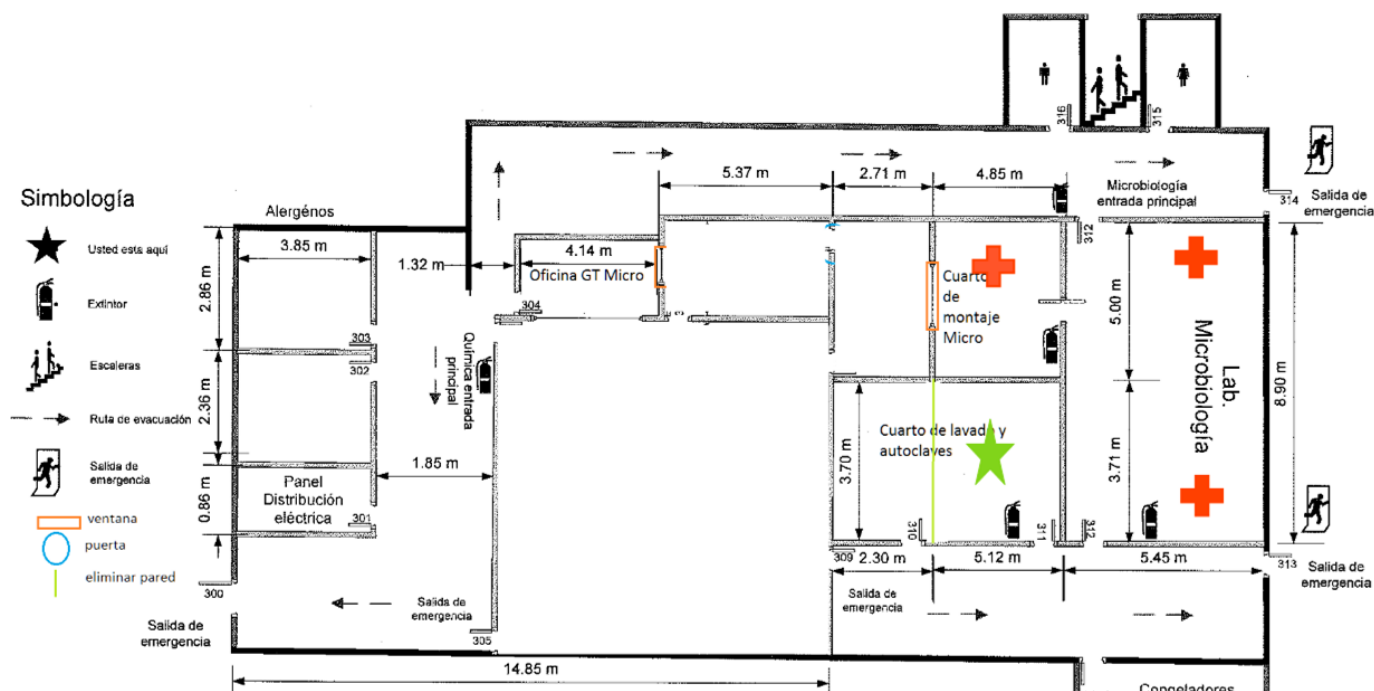 Simbología
Usted esta aquí
Extintor
Escaleras
Ruta de evacuación
Salida de
emergencia
ventana
puerta
eliminar pared
Alergénos
3.85 m
2.86 m
2.36 m
0.86 m
303
302
301
300
Panel
Distribución
eléctrica
Salida de
emergencia
1.32 m
1.85 m
Química entrada
principal
Salida de
emergencia
305
14.85 m
304
4.14 m
Oficina GT Micro
5.37 m
2.71 m
4.85 m
316
315
Microbiología
entrada principal
314
Salida de
emergencia
312
Cuarto
de
montaje
Micro
5.00 m
8.90 m
Lab.
Microbiología
3.71 m
Cuarto de lavado y
autoclaves
3.70 m
310
311
312
309
2.30 m
5.12 m
5.45 m
313
Salida de
emergencia
Salida de
emergencia
Congeladores